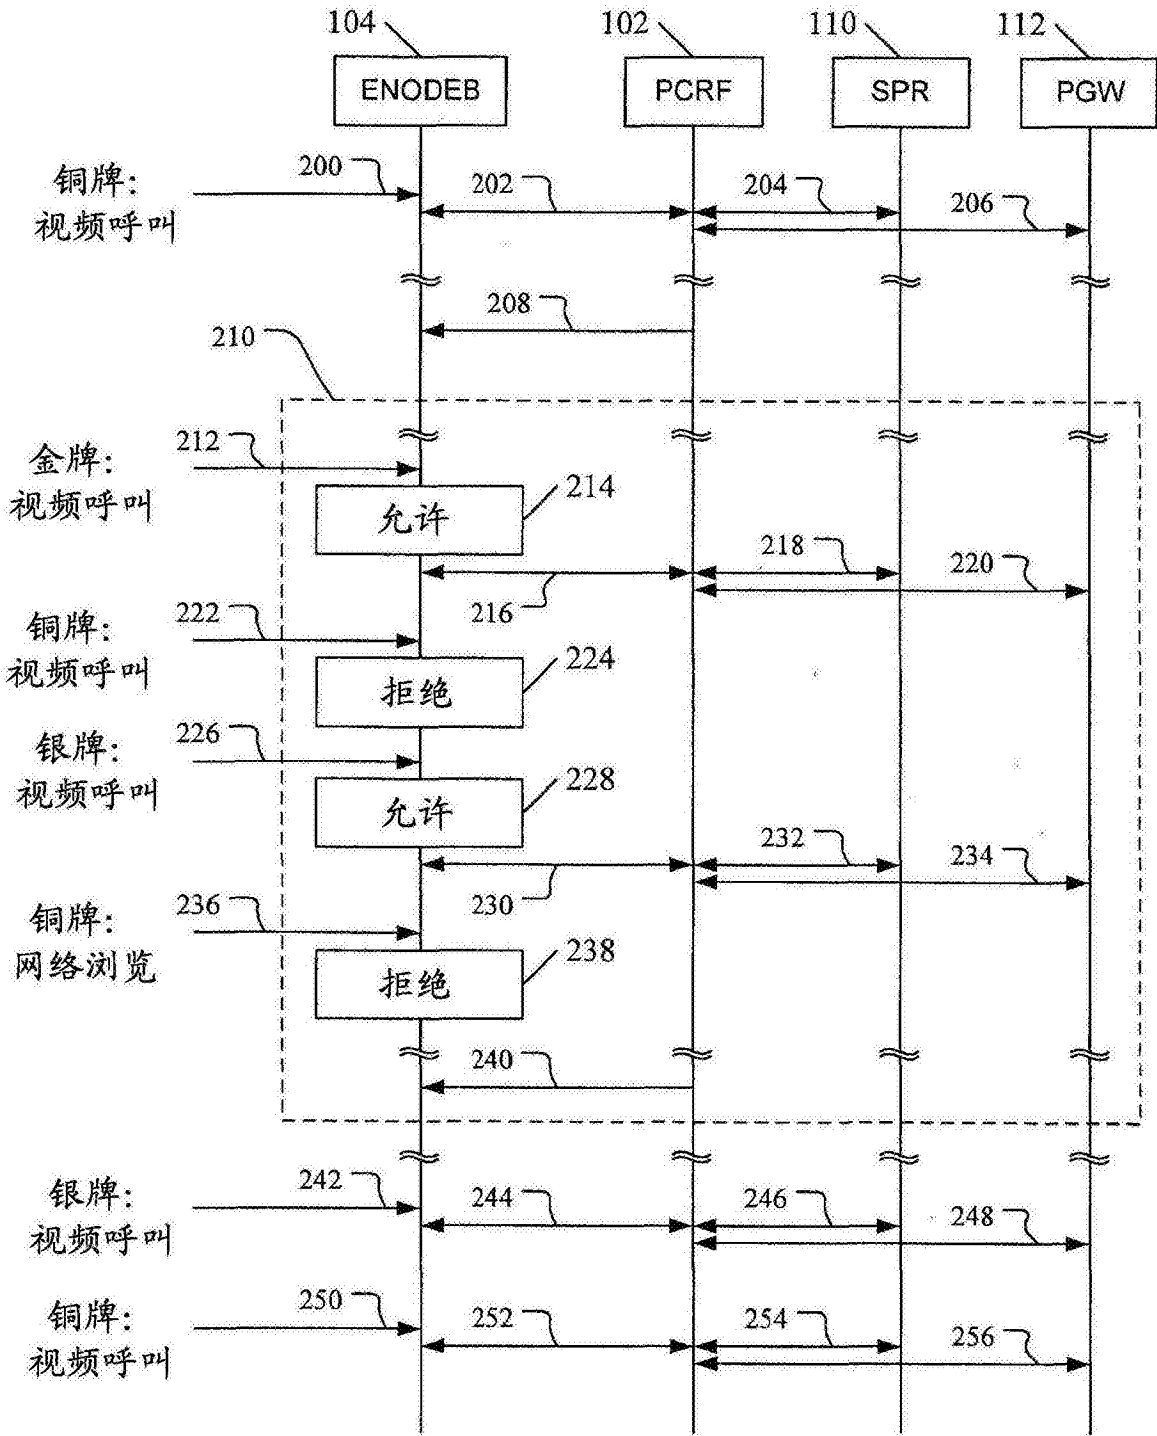 104 102 110 112
ENODEB PCRF SPR PGW
铜牌: 200 202 204
视频呼叫 206
208
210
金牌: 212
视频呼叫 214
允许
218
216 220
铜牌: 222
视频呼叫 224
拒绝
银牌: 226
视频呼叫 228
允许
232
230 234
铜牌: 236
网络浏览 238
拒绝
240
银牌: 242 244 246
视频呼叫 248
铜牌: 250 252 254
视频呼叫 256